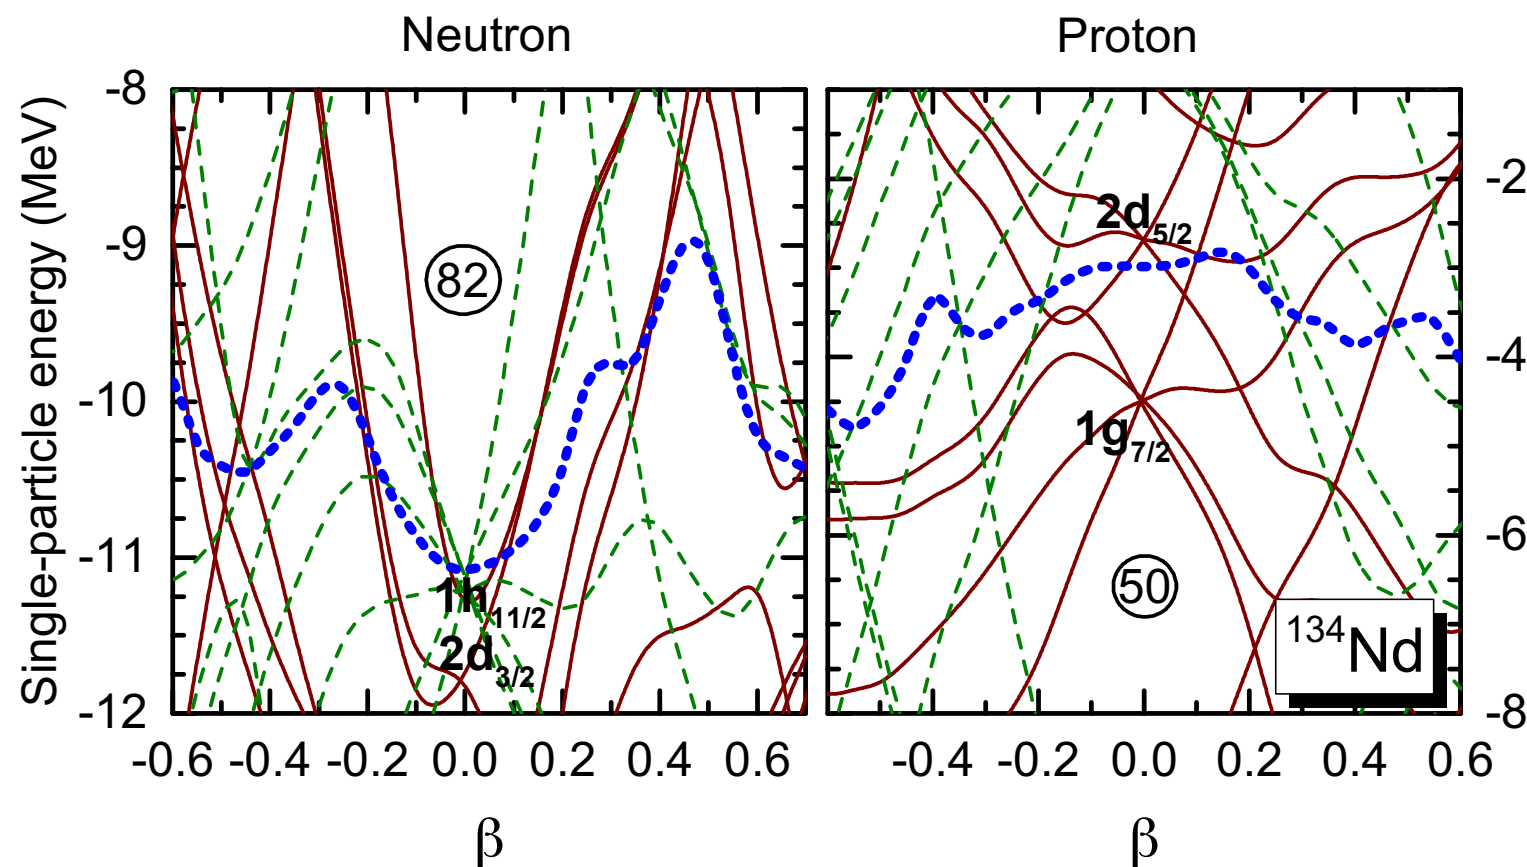 Neutron
Proton
Single-particle energy (MeV)
-8
-9
-10
-11
-12
82
1h11/2
2d3/2
-0.6 -0.4 -0.2 0.0 0.2 0.4 0.6
β
2d5/2
1g7/2
50
134Nd
-2
-4
-6
-8
-0.4 -0.2 0.0 0.2 0.4 0.6
β